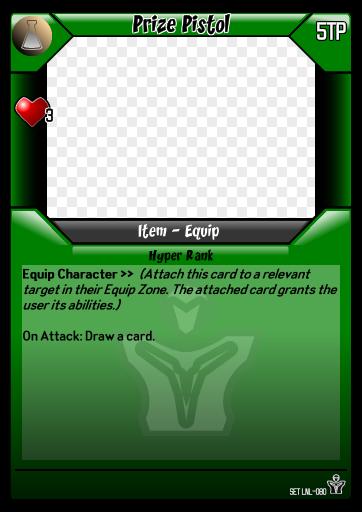 Prize Pistol
5TP
3
Item - Equip
Hyper Rank
Equip Character >> (Attach this card to a relevant
target in their Equip Zone. The attached card grants the
user its abilities.)
On Attack: Draw a card.
SET LNL-080